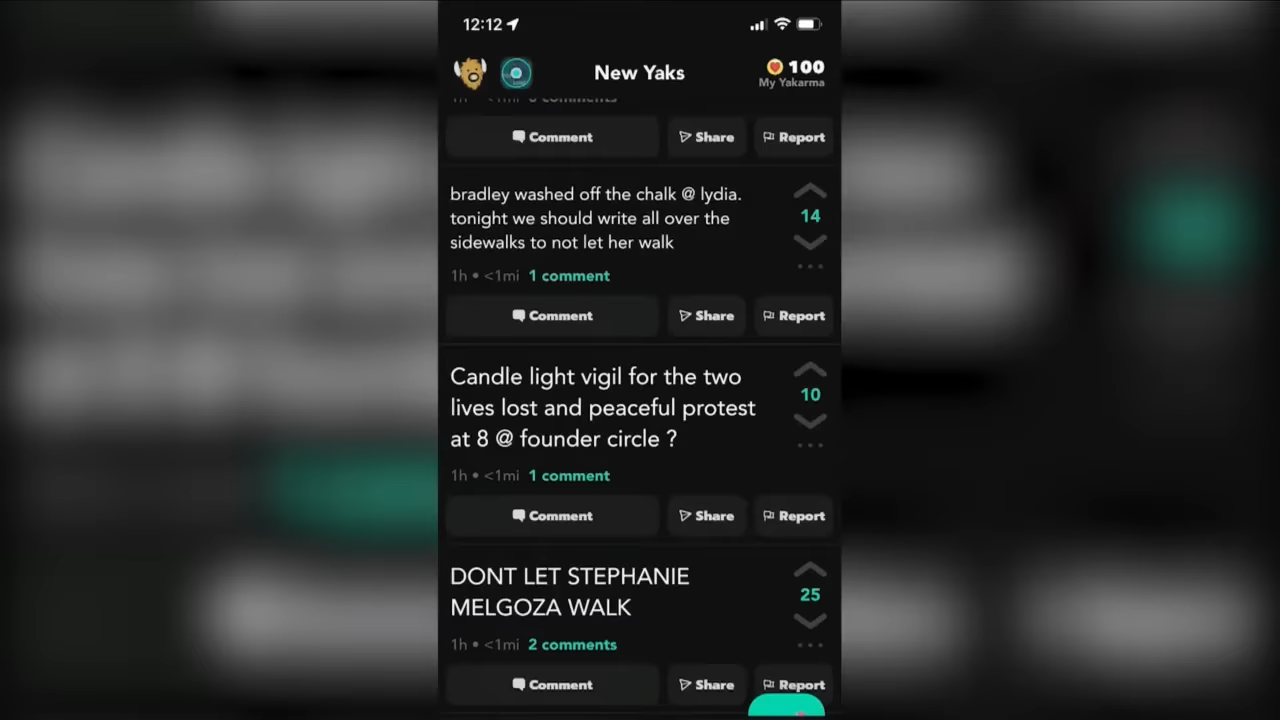 12:12
New Yaks
100
My Yakarma
Comment
Share
Report
bradley washed off the chalk @ lydia.
tonight we should write all over the
sidewalks to not let her walk
14
1h • <1mi 1 comment
Comment
Share
Report
Candle light vigil for the two
lives lost and peaceful protest
at 8 @ founder circle ?
10
1h • <1mi 1 comment
Comment
Share
Report
DONT LET STEPHANIE
MELGOZA WALK
25
1h • <1mi 2 comments
Comment
Share
Report